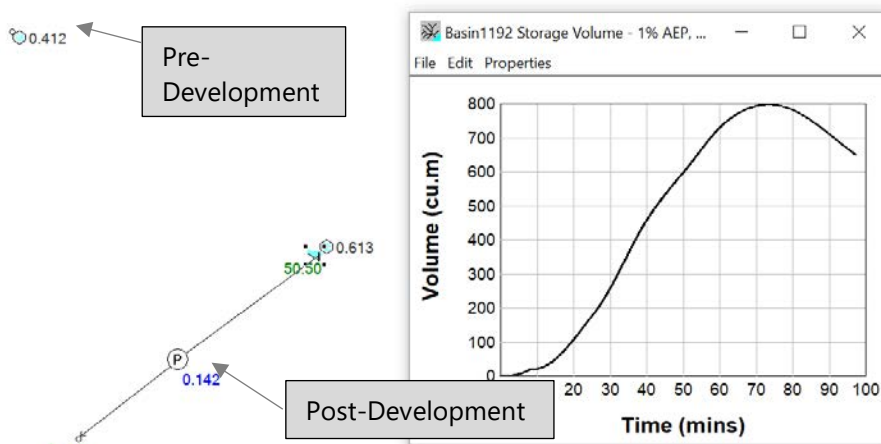 0.412
Pre-
Development
0.613
50.50
P
0.142
Post-Development
Basin1192 Storage Volume - 1% AEP, ...
File Edit Properties
Volume (cu.m)
800
700
600
500
400
300
200
100
0
20 30 40 50 60 70 80 90 100
Time (mins)